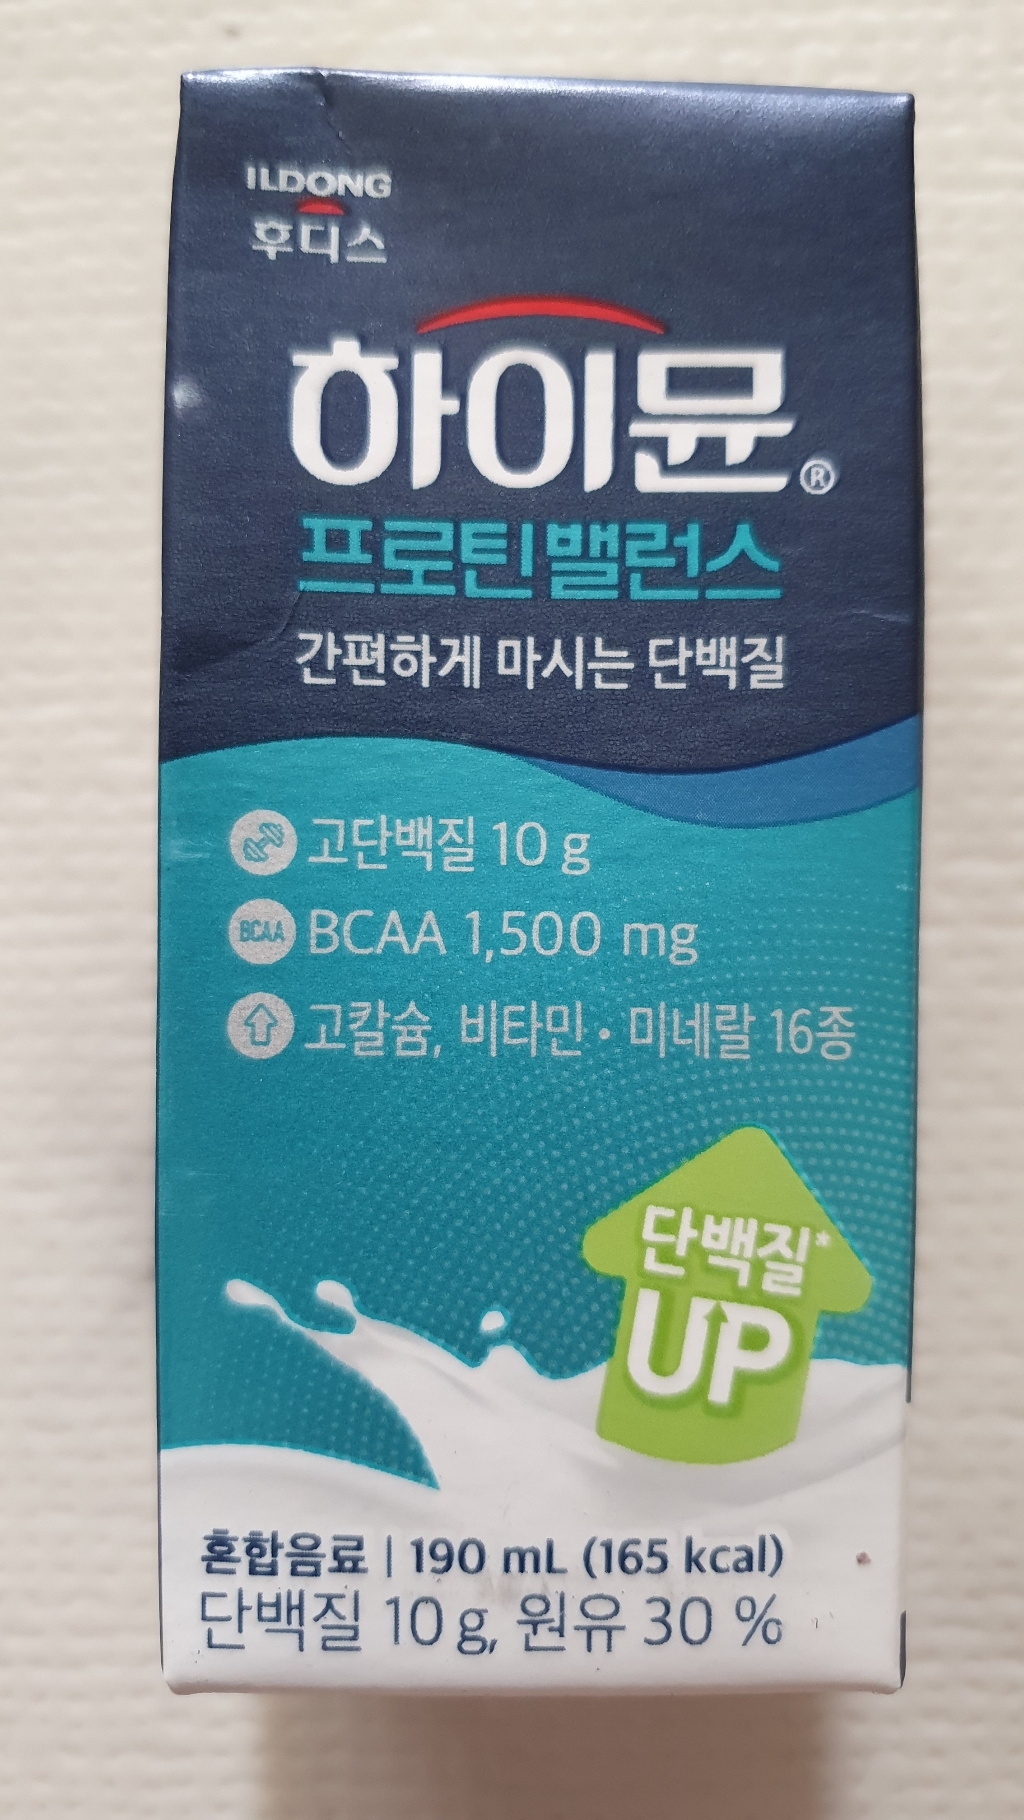 ILDONG
후디스
하이뮨®
프로틴밸런스
간편하게 마시는 단백질
고단백질 10 g
BCAA BCAA 1,500 mg
고칼슘, 비타민 • 미네랄 16종
단백질*
UP
혼합음료 | 190 mL (165 kcal)
단백질 10 g, 원유 30 %